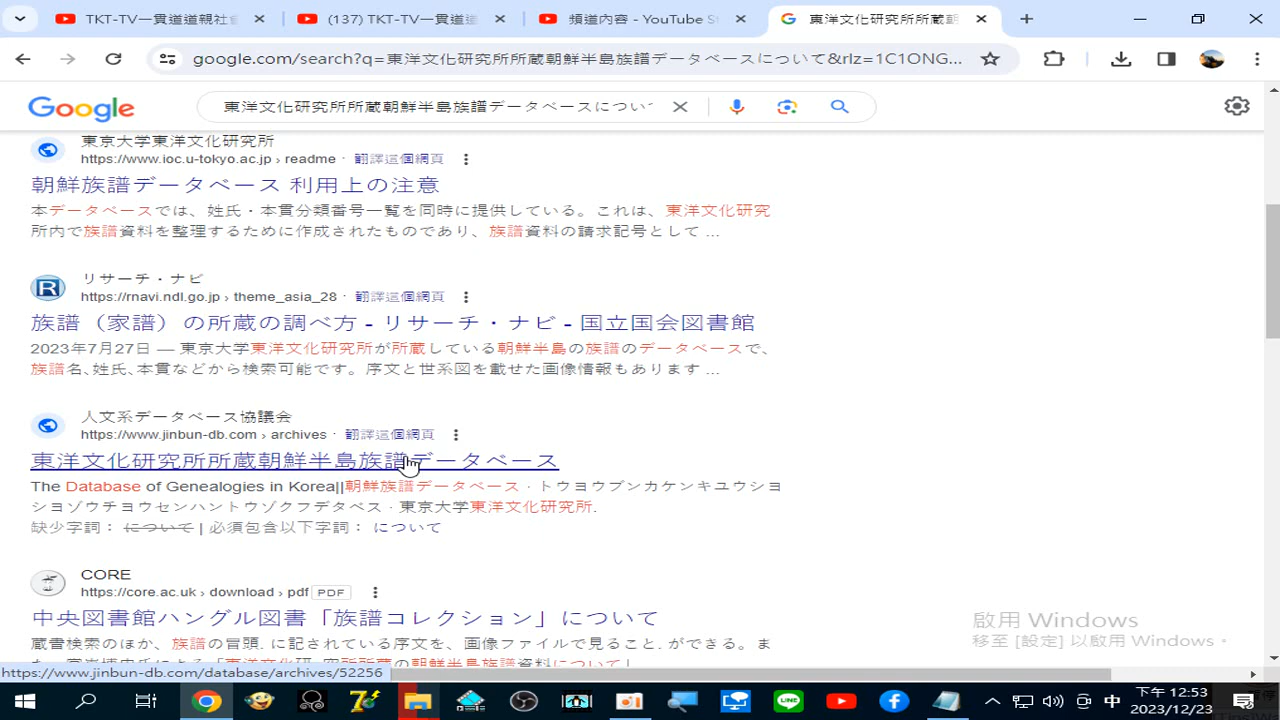 TKT-TV一貫道道親社
(137) TKT-TV一貫道道
頻道內容 - YouTube S
東洋文化研究所所蔵
google.com/search?q=東洋文化研究所所蔵朝鮮半島族譜データベースについて&rlz=1C1ONG...
Google
東洋文化研究所所蔵朝鮮半島族譜データベースについ
東京大学東洋文化研究所
https://www.ioc.u-tokyo.ac.jp › readme · 翻譯這個網頁
朝鮮族譜データベース 利用上の注意
本データベースでは、姓氏・本貫分類番号一覧を同時に提供している。これは、東洋文化研究
所内で族譜資料を整理するために作成されたものであり、族譜資料の請求記号として ...
リサーチ・ナビ
https://rnavi.ndl.go.jp › theme_asia_28 · 翻譯這個網頁
族譜（家譜）の所蔵の調べ方 - リサーチ・ナビ - 国立国会図書館
2023年7月27日 — 東京大学東洋文化研究所が所蔵している朝鮮半島の族譜のデータベースで、
族譜名、姓氏、本貫などから検索可能です。序文と世系図を載せた画像情報もあります ...
人文系データベース協議会
https://www.jinbun-db.com › archives · 翻譯這個網頁
東洋文化研究所所蔵朝鮮半島族譜データベース
The Database of Genealogies in Korea||朝鮮族譜データベース · トウヨウブンカケンキユウシヨ
シヨゾウチヨウセンハントウゾクフデタベス · 東京大学東洋文化研究所.
缺少字詞： について | 必須包含以下字詞： について
CORE
https://core.ac.uk › download › pdf PDF
中央図書館ハングル図書「族譜コレクション」について
蔵書検索のほか、族譜の冒頭. に記されている序文を、画像ファイルで見ること. ができる。ま
啟用 Windows
移至 [設定] 以啟用 Windows。
https://www.jinbun-db.com/database/archives/52256
中
下午 12:53
2023/12/23